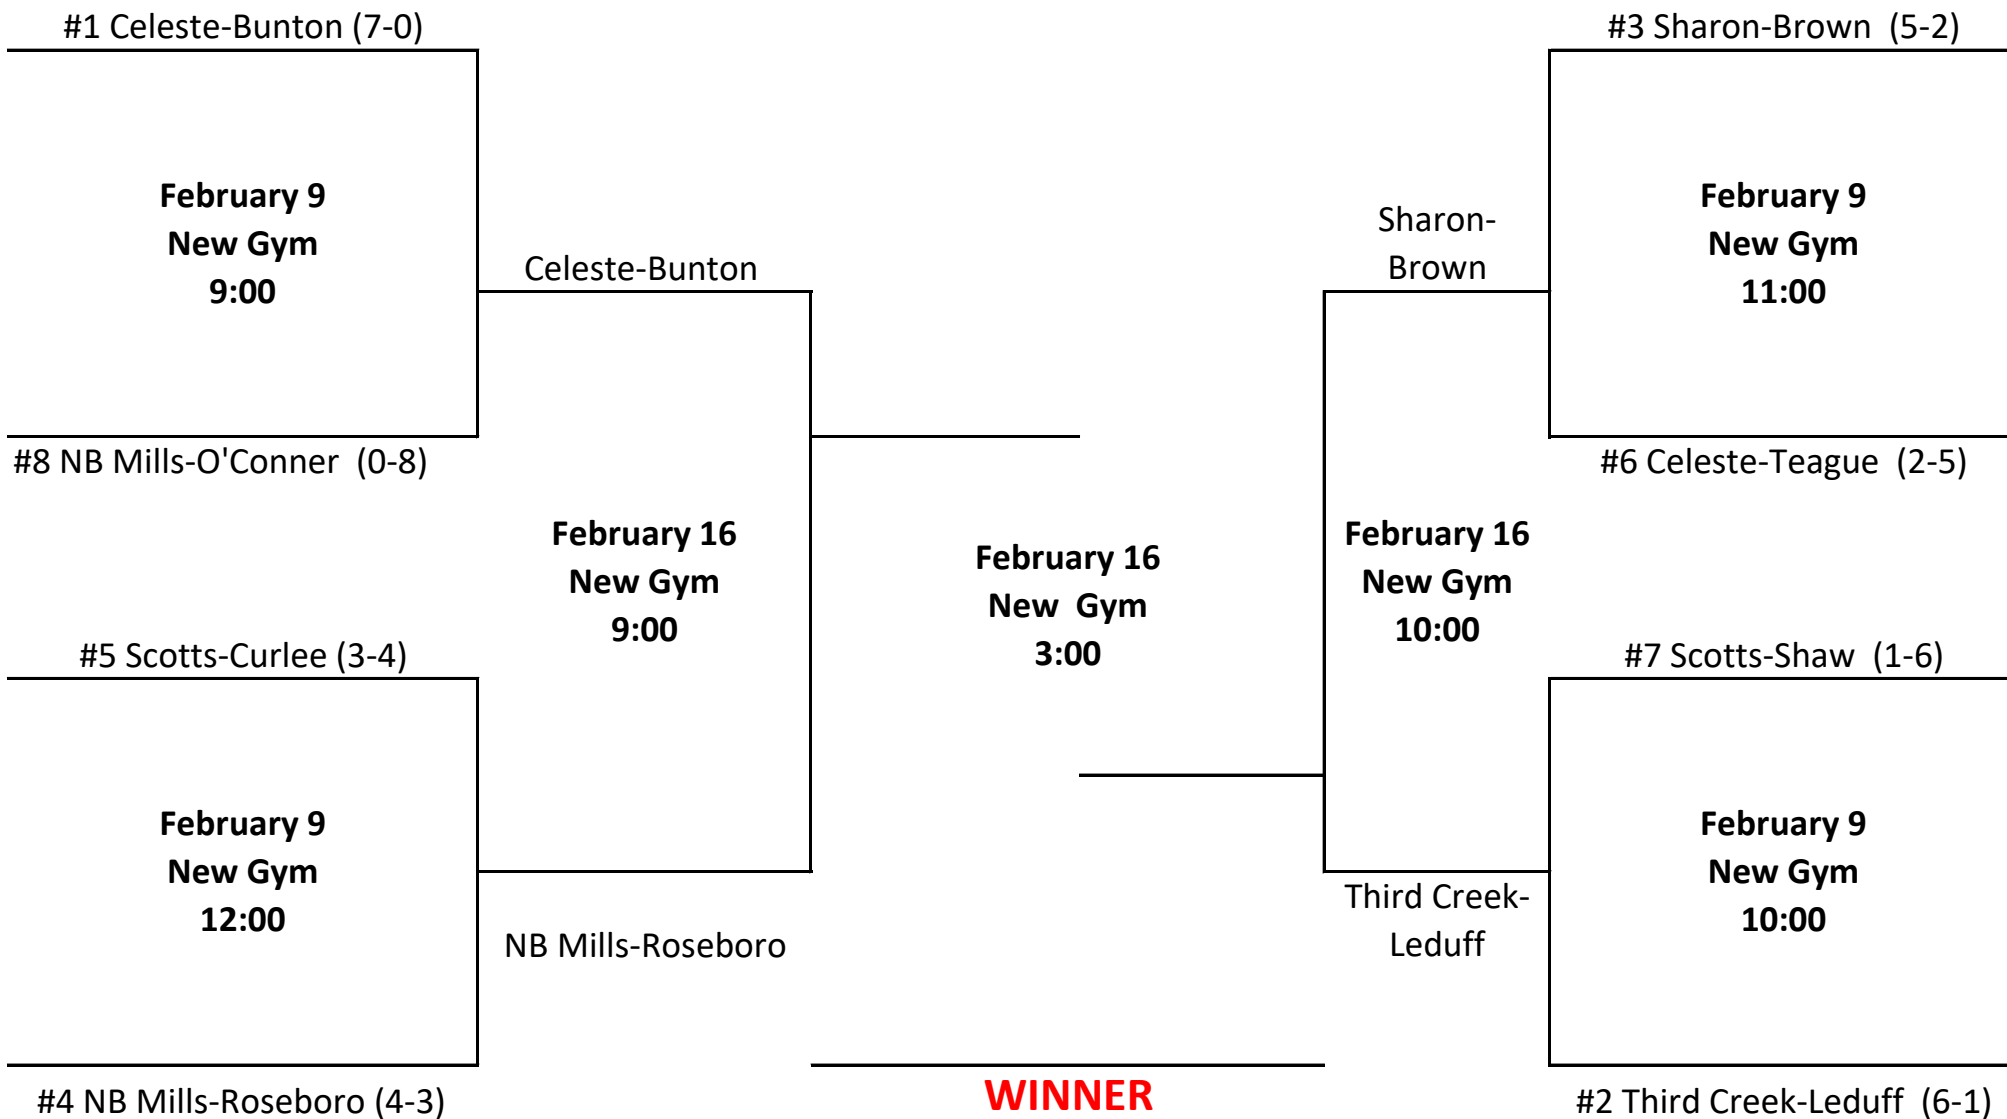 #1 Celeste-Bunton (7-0)
February 9
New Gym
9:00
#8 NB Mills-O'Conner  (0-8)
#5 Scotts-Curlee (3-4)
February 9
New Gym
12:00
#4 NB Mills-Roseboro (4-3)
Celeste-Bunton
February 16
New Gym
9:00
NB Mills-Roseboro
February 16
New  Gym
3:00
WINNER
Sharon-
Brown
February 16
New Gym
10:00
Third Creek-
Leduff
#3 Sharon-Brown  (5-2)
February 9
New Gym
11:00
#6 Celeste-Teague  (2-5)
#7 Scotts-Shaw  (1-6)
February 9
New Gym
10:00
#2 Third Creek-Leduff  (6-1)